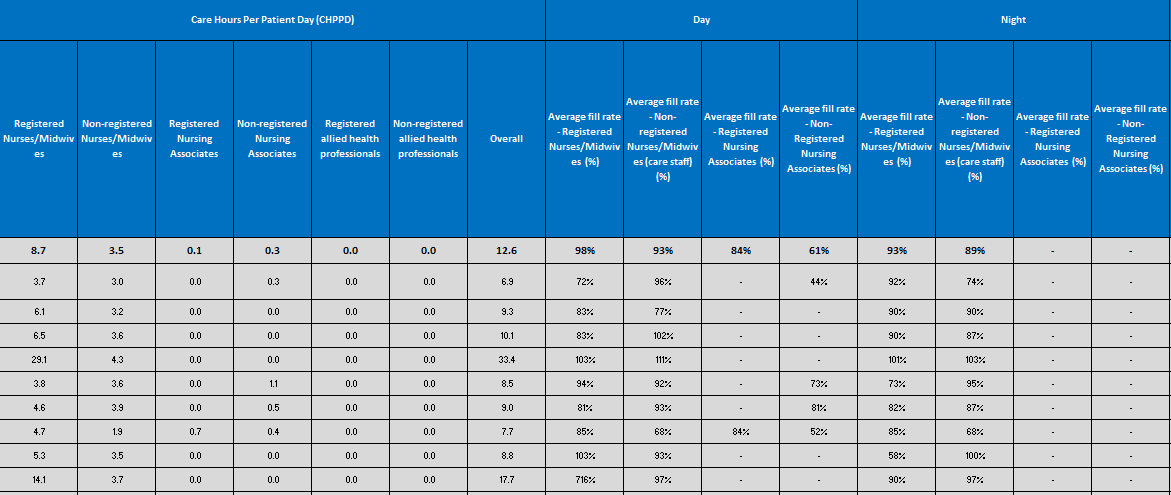 Care Hours Per Patient Day (CHPPD) Day Night
Registered Nurses/Midwives Non-registered Nurses/Midwives Registered Nursing Associates Non-registered Nursing Associates Registered allied health professionals Non-registered allied health professionals Overall Average fill rate - Registered Nurses/Midwives (%) Average fill rate - Non-registered Nurses/Midwives (care staff) (%) Average fill rate - Registered Nursing Associates (%) Average fill rate - Non-Registered Nursing Associates (%) Average fill rate - Registered Nurses/Midwives (%) Average fill rate - Non-registered Nurses/Midwives (care staff) (%) Average fill rate - Registered Nursing Associates (%) Average fill rate - Non-Registered Nursing Associates (%)
8.7 3.5 0.1 0.3 0.0 0.0 12.6 98% 93% 84% 61% 93% 89% - -
3.7 3.0 0.0 0.3 0.0 0.0 6.9 72% 96% - 44% 92% 74% - -
6.1 3.2 0.0 0.0 0.0 0.0 9.3 83% 77% - - 90% 90% - -
6.5 3.6 0.0 0.0 0.0 0.0 10.1 83% 102% - - 90% 87% - -
29.1 4.3 0.0 0.0 0.0 0.0 33.4 103% 111% - - 101% 103% - -
3.8 3.6 0.0 1.1 0.0 0.0 8.5 94% 92% - 73% 73% 95% - -
4.6 3.9 0.0 0.5 0.0 0.0 9.0 81% 93% - 81% 82% 87% - -
4.7 1.9 0.7 0.4 0.0 0.0 7.7 85% 68% 84% 52% 85% 68% - -
5.3 3.5 0.0 0.0 0.0 0.0 8.8 103% 93% - - 58% 100% - -
14.1 3.7 0.0 0.0 0.0 0.0 17.7 716% 97% - - 90% 97% - -